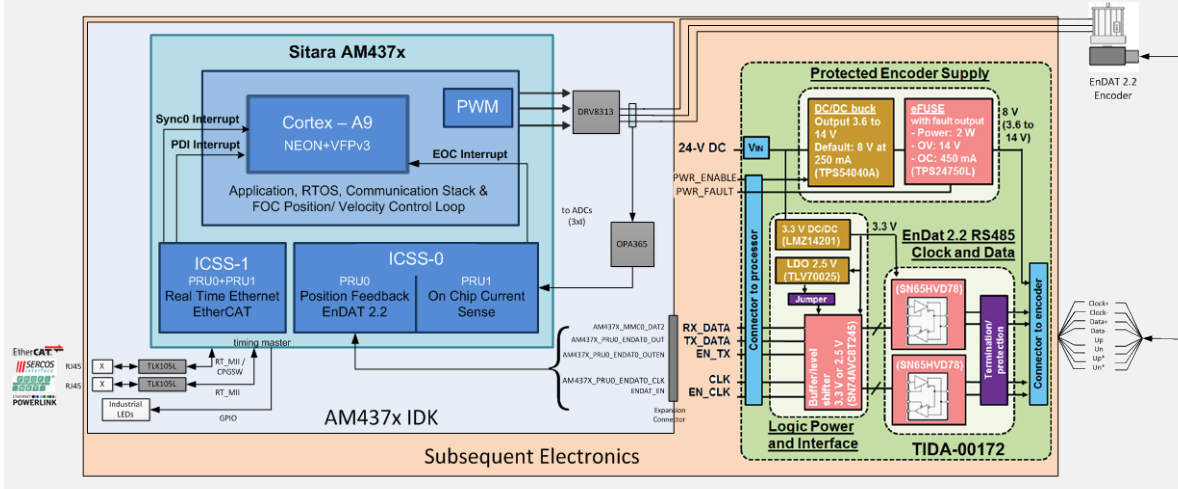 Sitara AM437x
Cortex – A9
NEON+VFPv3
PWM
Sync0 Interrupt
PDI Interrupt
EOC Interrupt
Application, RTOS, Communication Stack &
FOC Position/ Velocity Control Loop
ICSS-1
PRU0+PRU1
Real Time Ethernet
EtherCAT
ICSS-0
PRU0
Position Feedback
EnDAT 2.2
PRU1
On Chip Current
Sense
timing master
DRV8313
to ADCs
(3xI)
OPA365
EtherCAT
SERCOS
interface
ETHERNET
POWERLINK
RJ45
X
TLK105L
RT_MII /
CPGSW
RJ45
X
TLK105L
RT_MII
Industrial
LEDs
GPIO
AM437x IDK
AM437X_MMC0_DAT2
AM437X_PRU0_ENDAT0_OUT
AM437X_PRU0_ENDAT0_OUTEN
AM437X_PRU0_ENDAT0_CLK
ENDAT_EN
Expansion
Connector
Subsequent Electronics
24-V DC
VIN
PWR_ENABLE
PWR_FAULT
RX_DATA
TX_DATA
EN_TX
CLK
EN_CLK
Connector to processor
Protected Encoder Supply
DC/DC buck
Output 3.6 to
14 V
Default: 8 V at
250 mA
(TPS54040A)
eFUSE
with fault output
- Power: 2 W
- OV: 14 V
- OC: 450 mA
(TPS24750L)
8 V
(3.6 to
14 V)
3.3 V DC/DC
(LMZ14201)
3.3 V
LDO 2.5 V
(TLV70025)
Jumper
Buffer/level
shifter
3.3 V or 2.5 V
(SN74AVC8T245)
Logic Power
and Interface
EnDat 2.2 RS485
Clock and Data
(SN65HVD78)
(SN65HVD78)
Termination/
protection
Connector to encoder
TIDA-00172
EnDAT 2.2
Encoder
Clock+
Clock-
Data+
Data-
Up
Un
Up*
Un*